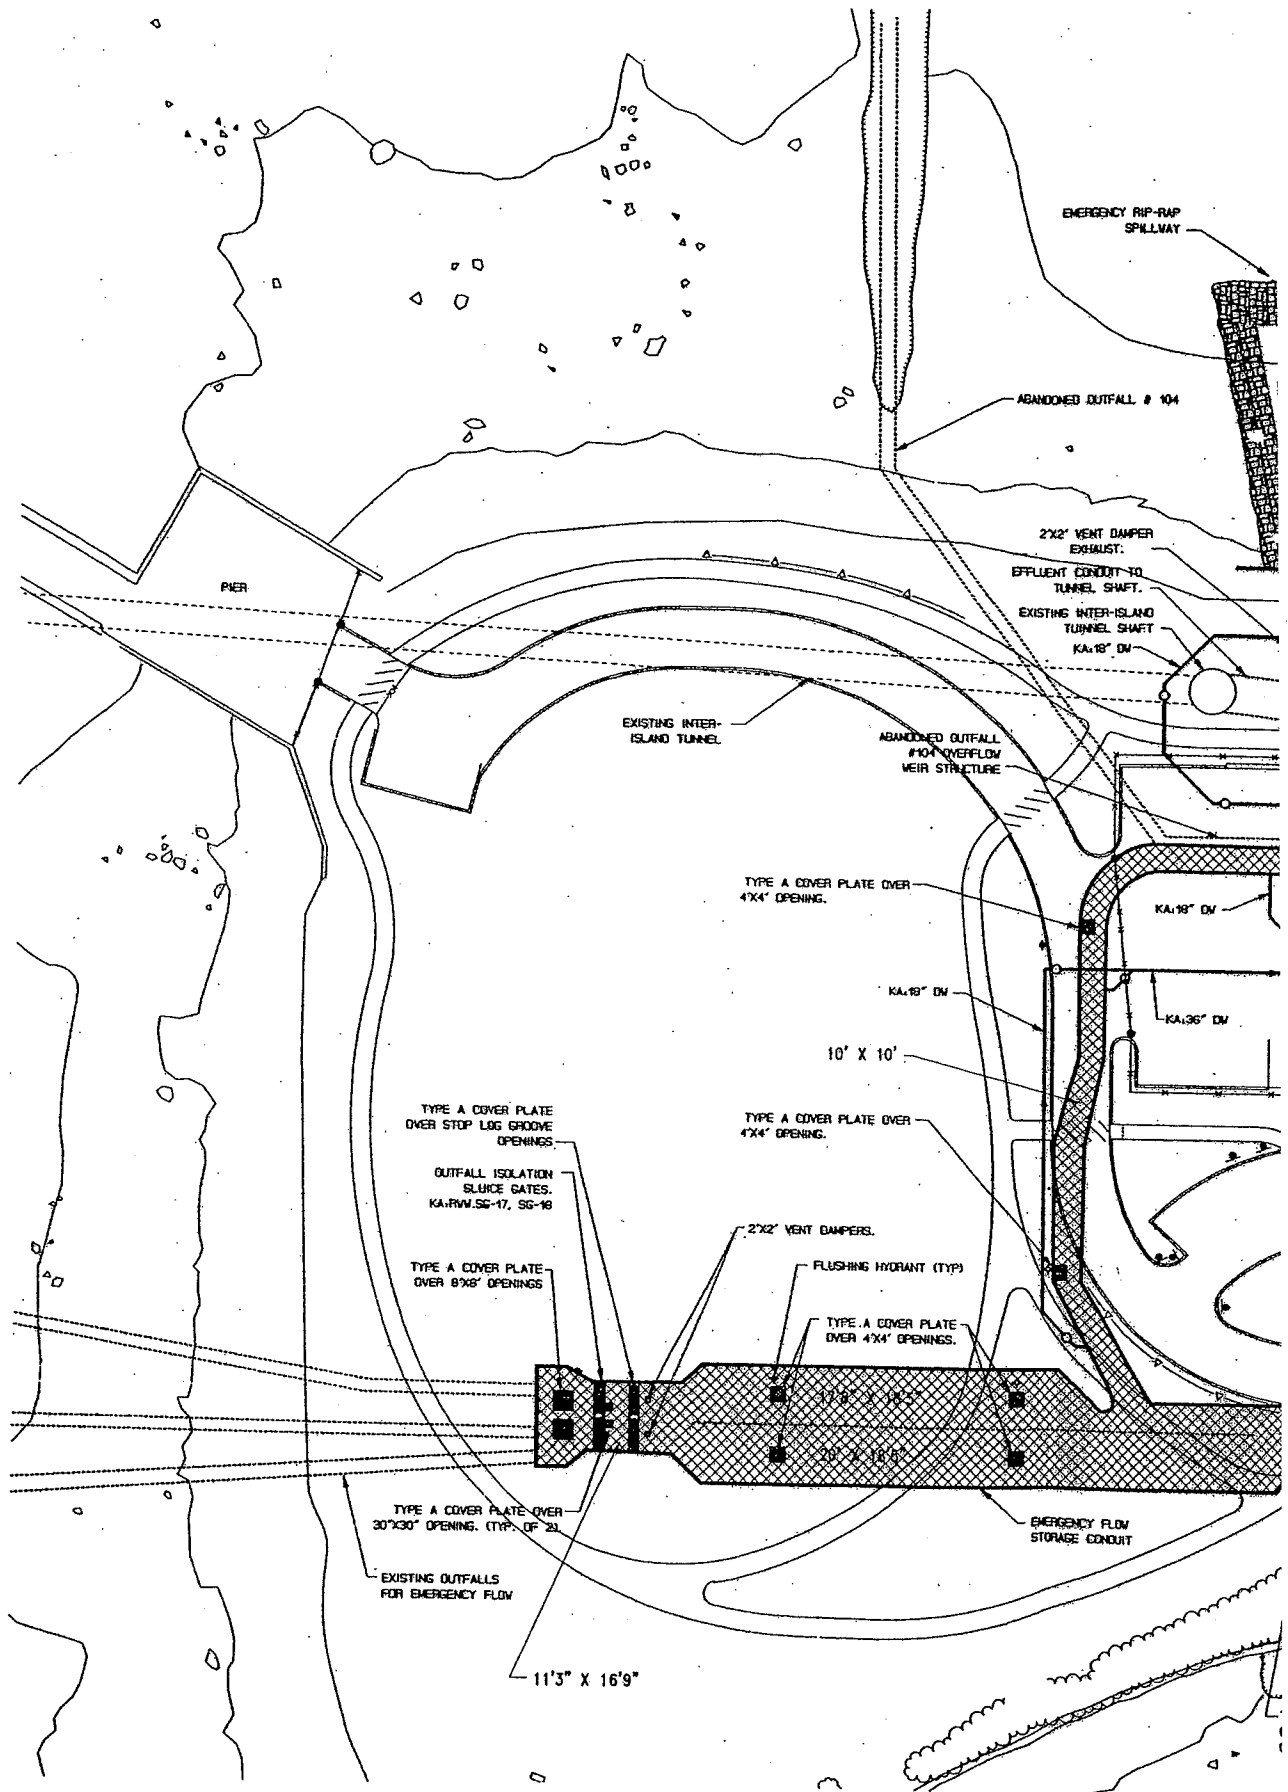 EMERGENCY RIP-RAP
SPILLWAY
ABANDONED OUTFALL # 104
2'X2' VENT DAMPER
EXHAUST.
EFFLUENT CONDUIT TO
TUNNEL SHAFT.
EXISTING INTER-ISLAND
TUNNEL SHAFT
KA:18" DW
PIER
EXISTING INTER-
ISLAND TUNNEL
ABANDONED OUTFALL
#104 OVERFLOW
WEIR STRUCTURE
TYPE A COVER PLATE OVER
4'X4' OPENING.
KA:18" DW
KA:18" DW
KA:36" DW
10' X 10'
TYPE A COVER PLATE
OVER STOP LOG GROOVE
OPENINGS
TYPE A COVER PLATE OVER
4'X4' OPENING.
OUTFALL ISOLATION
SLUICE GATES.
KA:RWW.SG-17, SG-18
2'X2' VENT DAMPERS.
TYPE A COVER PLATE
OVER 8'X8' OPENINGS
FLUSHING HYDRANT (TYP)
TYPE A COVER PLATE
OVER 4'X4' OPENINGS.
TYPE A COVER PLATE OVER
30"X30" OPENING. (TYP. OF 2)
EMERGENCY FLOW
STORAGE CONDUIT
EXISTING OUTFALLS
FOR EMERGENCY FLOW
11'3" X 16'9"